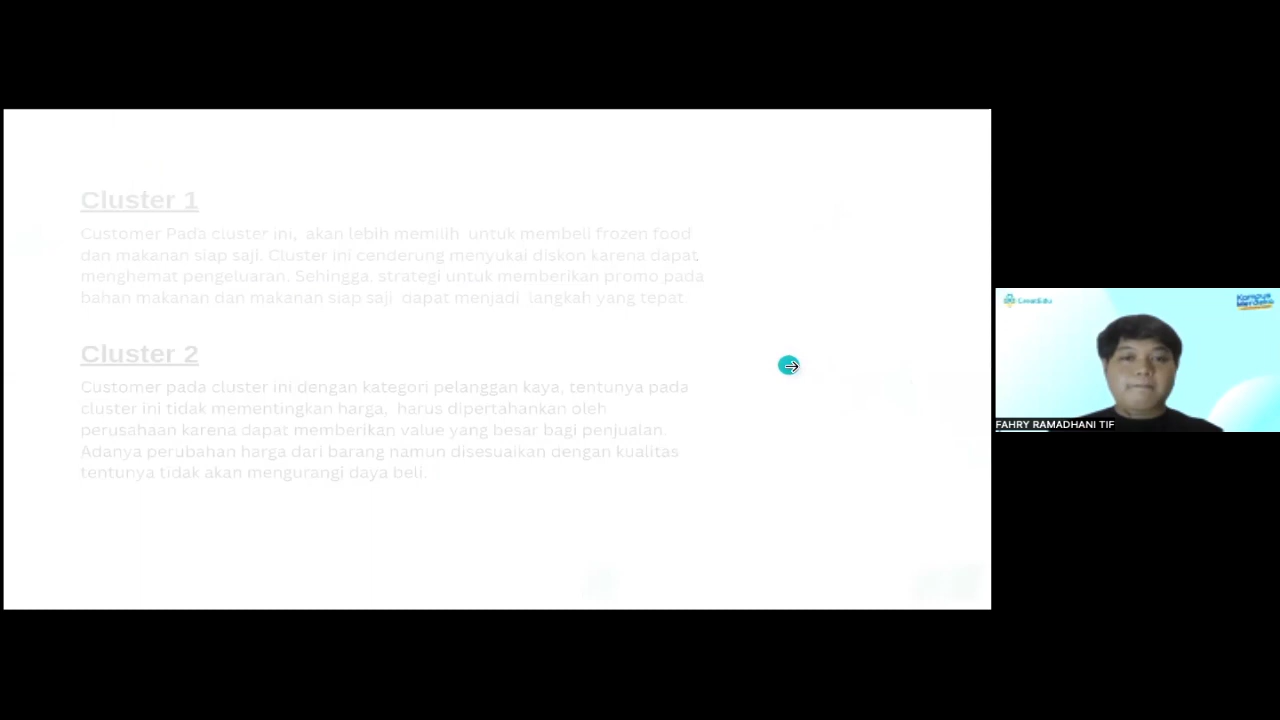 Cluster 1
Customer Pada cluster ini, akan lebih memilih untuk membeli frozen food
dan makanan siap saji. Cluster ini cenderung menyukai diskon karena dapat
menghemat pengeluaran. Sehingga. strategi untuk memberikan promo pada
bahan makanan dan makanan siap saji dapat menjadi langkah yang tepat
Cluster 2
Customer pada cluster ini dengan kategori pelanggan kaya, tentunya pada
cluster ini tidak mementingkan harga, harus dipertahankan oleh
perusahaan karena dapat memberikan value yang besar bagi penjualan.
Adanya perubahan harga dari barang namun disesuaikan dengan kualitas
tentunya tidak akan mengurangi daya beli.
GreatEdu
Kampus
Merdeka
FAHRY RAMADHANI TIF